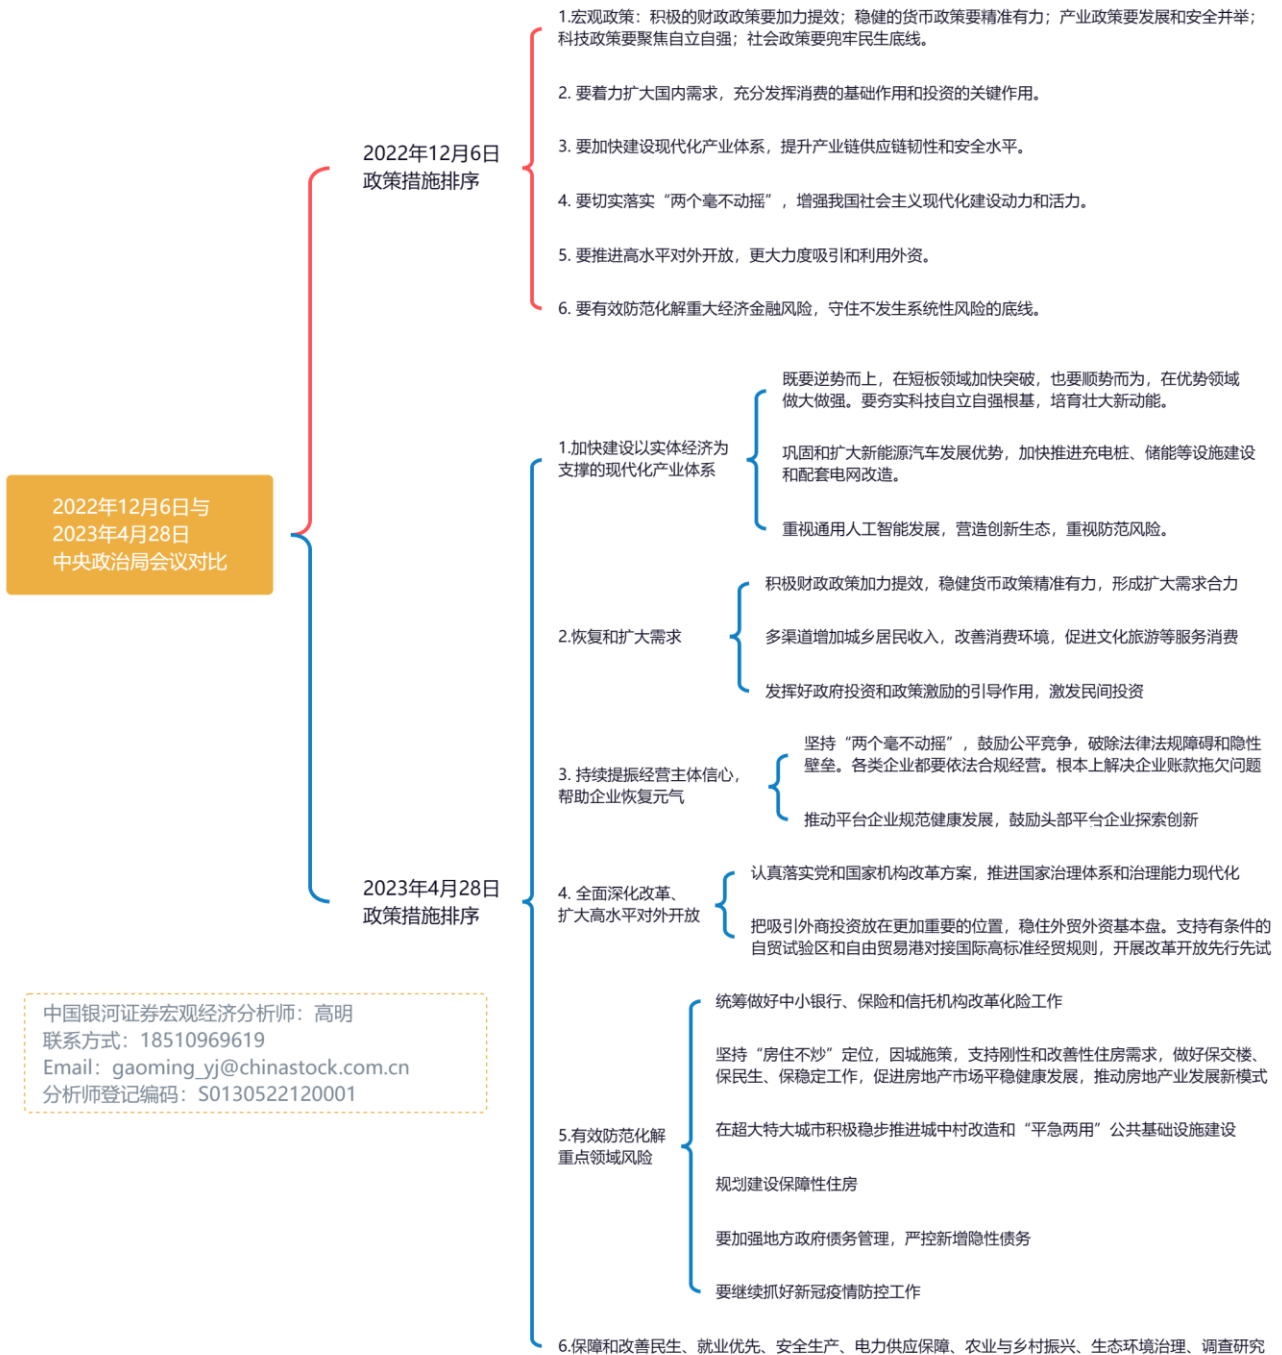 2022年12月6日与
2023年4月28日
中央政治局会议对比
2022年12月6日
政策措施排序
1.宏观政策：积极的财政政策要加力提效；稳健的货币政策要精准有力；产业政策要发展和安全并举；
科技政策要聚焦自立自强；社会政策要兜牢民生底线。
2. 要着力扩大国内需求，充分发挥消费的基础作用和投资的关键作用。
3. 要加快建设现代化产业体系，提升产业链供应链韧性和安全水平。
4. 要切实落实“两个毫不动摇”，增强我国社会主义现代化建设动力和活力。
5. 要推进高水平对外开放，更大力度吸引和利用外资。
6. 要有效防范化解重大经济金融风险，守住不发生系统性风险的底线。
2023年4月28日
政策措施排序
1.加快建设以实体经济为
支撑的现代化产业体系
既要逆势而上，在短板领域加快突破，也要顺势而为，在优势领域
做大做强。要夯实科技自立自强根基，培育壮大新动能。
巩固和扩大新能源汽车发展优势，加快推进充电桩、储能等设施建设
和配套电网改造。
重视通用人工智能发展，营造创新生态，重视防范风险。
2.恢复和扩大需求
积极财政政策加力提效，稳健货币政策精准有力，形成扩大需求合力
多渠道增加城乡居民收入，改善消费环境，促进文化旅游等服务消费
发挥好政府投资和政策激励的引导作用，激发民间投资
3. 持续提振经营主体信心，
帮助企业恢复元气
坚持“两个毫不动摇”，鼓励公平竞争，破除法律法规障碍和隐性
壁垒。各类企业都要依法合规经营。根本上解决企业账款拖欠问题
推动平台企业规范健康发展，鼓励头部平台企业探索创新
4. 全面深化改革、
扩大高水平对外开放
认真落实党和国家机构改革方案，推进国家治理体系和治理能力现代化
把吸引外商投资放在更加重要的位置，稳住外贸外资基本盘。支持有条件的
自贸试验区和自由贸易港对接国际高标准经贸规则，开展改革开放先行先试
5.有效防范化解
重点领域风险
统筹做好中小银行、保险和信托机构改革化险工作
坚持“房住不炒”定位，因城施策，支持刚性和改善性住房需求，做好保交楼、
保民生、保稳定工作，促进房地产市场平稳健康发展，推动房地产业发展新模式
在超大特大城市积极稳步推进城中村改造和“平急两用”公共基础设施建设
规划建设保障性住房
要加强地方政府债务管理，严控新增隐性债务
要继续抓好新冠疫情防控工作
6.保障和改善民生、就业优先、安全生产、电力供应保障、农业与乡村振兴、生态环境治理、调查研究
中国银河证券宏观经济分析师：高明
联系方式：18510969619
Email：gaoming_yj@chinastock.com.cn
分析师登记编码：S0130522120001